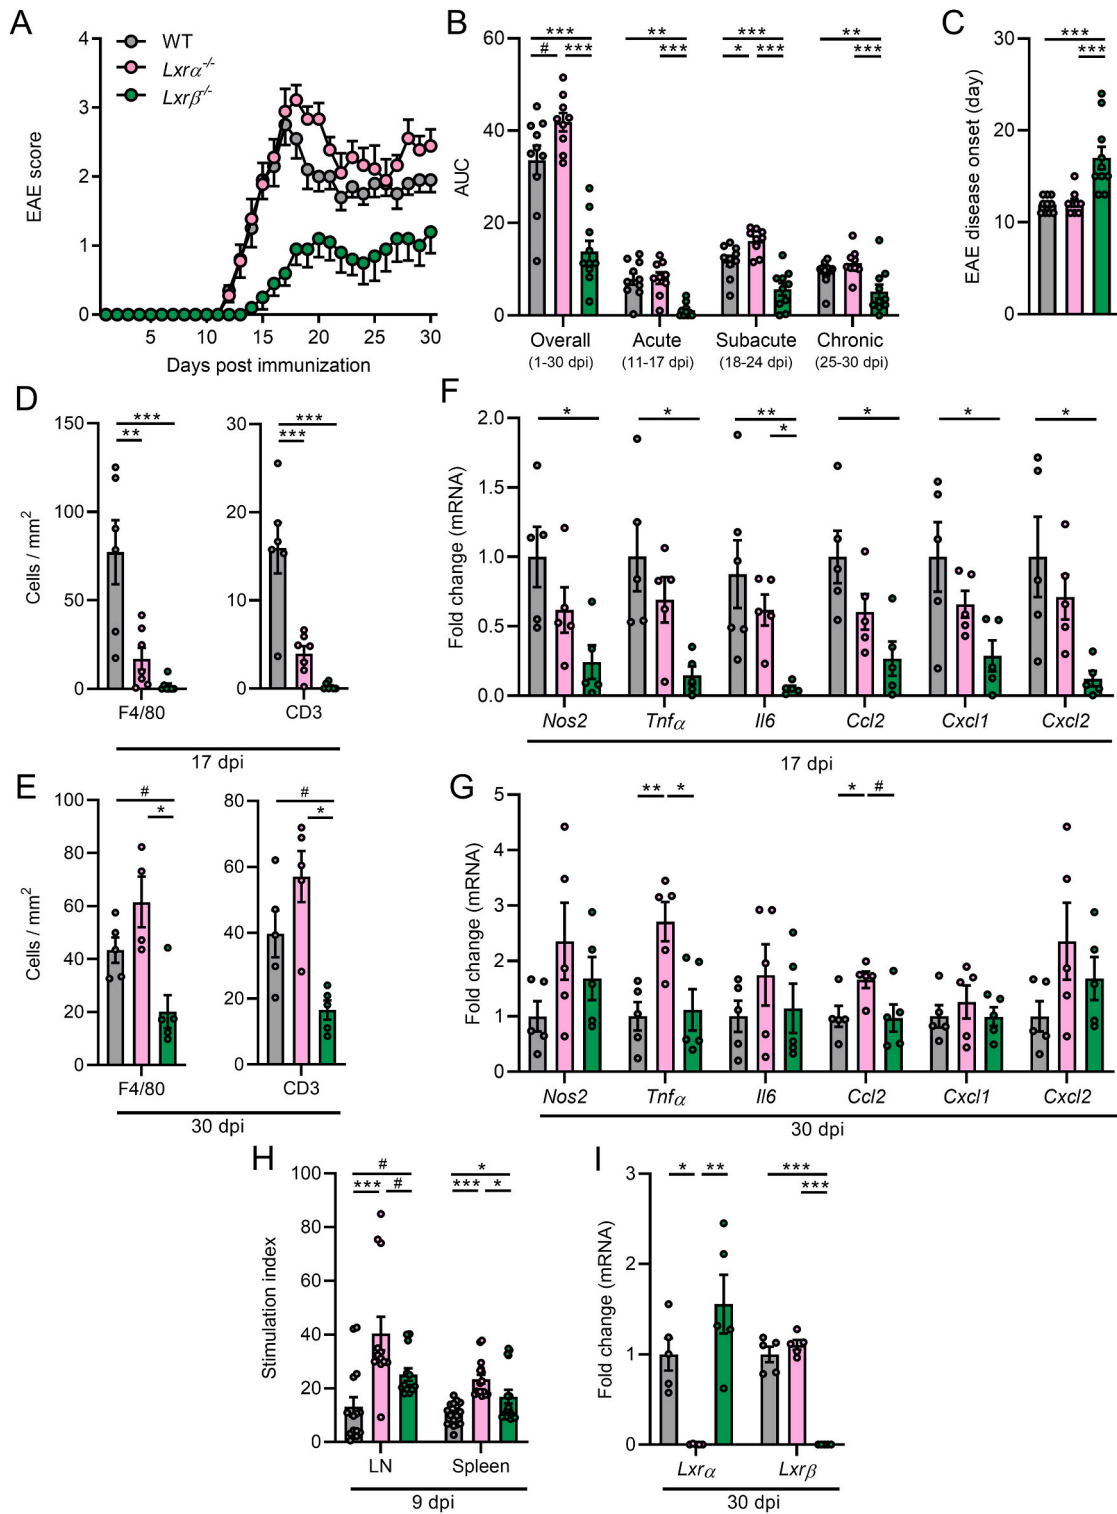 A
WT
Lxrα-/-
Lxrβ-/-
EAE score
4
3
2
1
0
5 10 15 20 25 30
Days post immunization
B
AUC
60
40
20
0
*** ** *** **
# *** *** * *** ***
Overall Acute Subacute Chronic
(1-30 dpi) (11-17 dpi) (18-24 dpi) (25-30 dpi)
C
EAE disease onset (day)
30
20
10
0
***
***
D
Cells / mm2
150
100
50
0
***
**
F4/80
30
20
10
0
***
***
CD3
17 dpi
F
Fold change (mRNA)
2.0
1.5
1.0
0.5
0.0
* * ** * * *
*
Nos2 Tnfα Il6 Ccl2 Cxcl1 Cxcl2
17 dpi
E
Cells / mm2
100
80
60
40
20
0
#
*
F4/80
80
60
40
20
0
#
*
CD3
30 dpi
G
Fold change (mRNA)
5
4
3
2
1
0
** * * #
Nos2 Tnfα Il6 Ccl2 Cxcl1 Cxcl2
30 dpi
H
Stimulation index
100
80
60
40
20
0
# *
*** # *** *
LN Spleen
9 dpi
I
Fold change (mRNA)
3
2
1
0
* ** ***
***
Lxrα Lxrβ
30 dpi